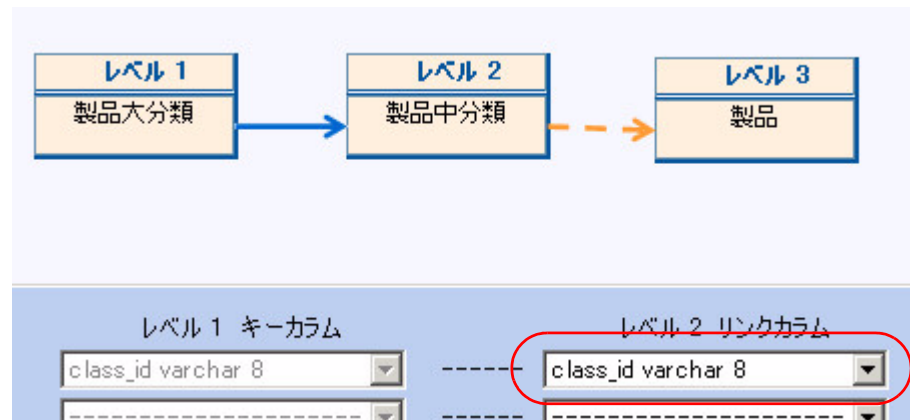 レベル 1
レベル 2
レベル 3
製品大分類
製品中分類
製品
レベル 1 キーカラム
レベル 2 リンクカラム
class_id varchar 8
------
class_id varchar 8
--------------------
------
--------------------